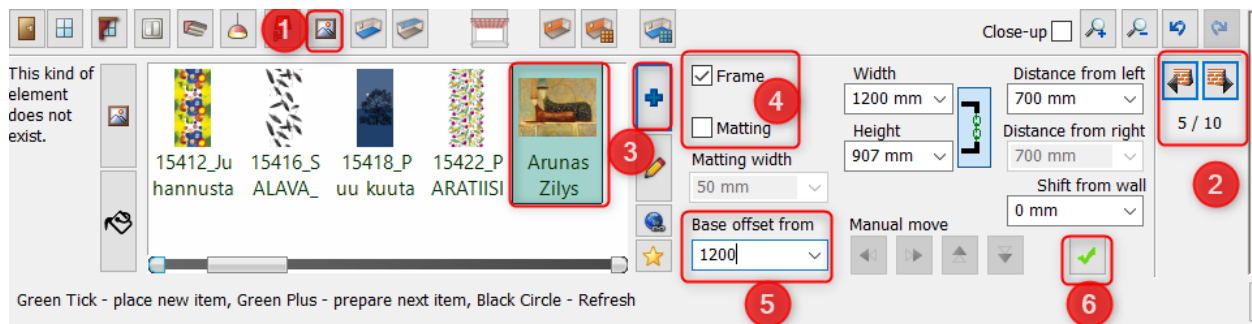 1
Close-up
This kind of
element
does not
exist.
15412_Ju
hannusta
15416_S
ALAVA_
15418_P
uu kuuta
15422_P
ARATIISI
Arunas
Zilys
3
Frame
Matting
4
Matting width
50 mm
Base offset from
1200
5
Width
1200 mm
Height
907 mm
Distance from left
700 mm
Distance from right
700 mm
Shift from wall
0 mm
Manual move
6
5 / 10
2
Green Tick - place new item, Green Plus - prepare next item, Black Circle - Refresh